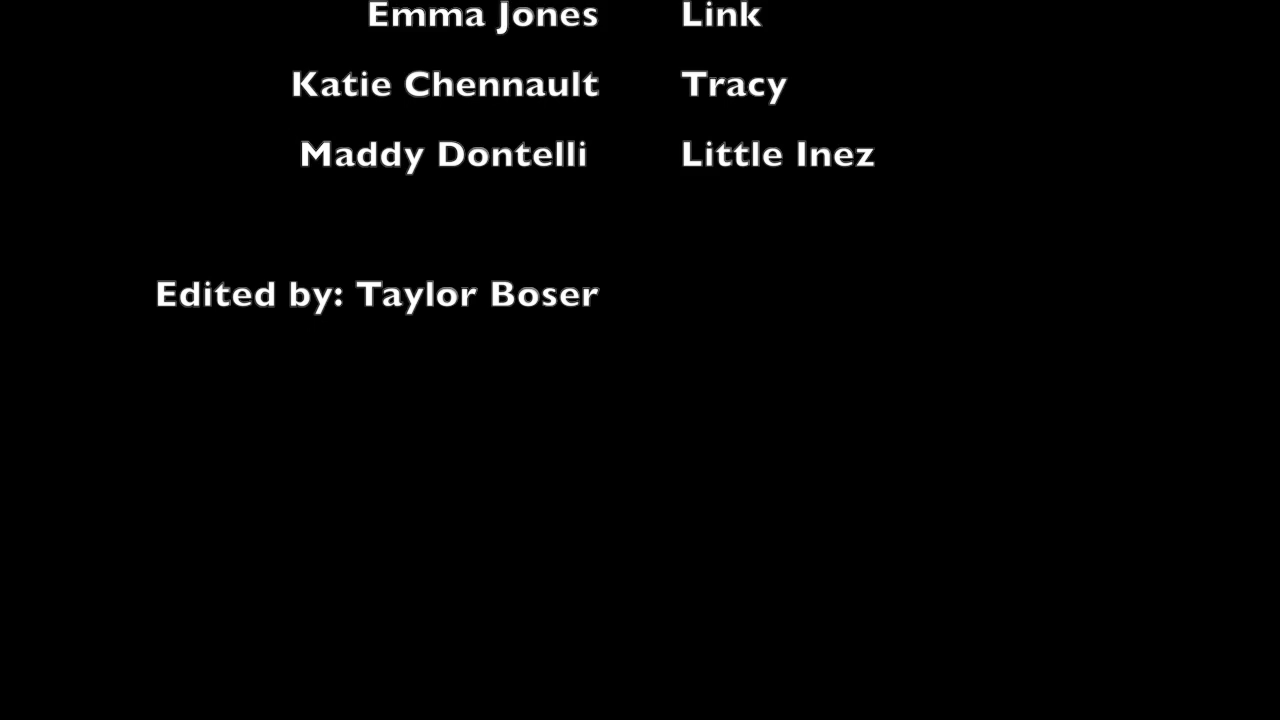 Emma Jones Link
Katie Chennault Tracy
Maddy Dontelli Little Inez
Edited by: Taylor Boser